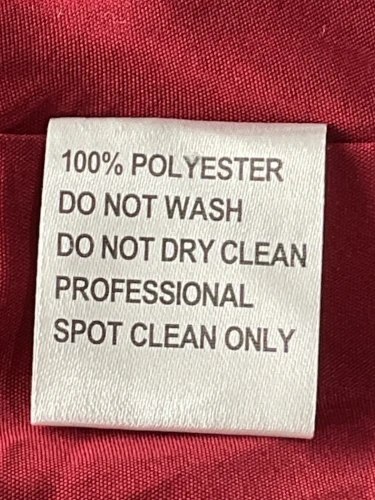 100% POLYESTER
DO NOT WASH
DO NOT DRY CLEAN
PROFESSIONAL
SPOT CLEAN ONLY